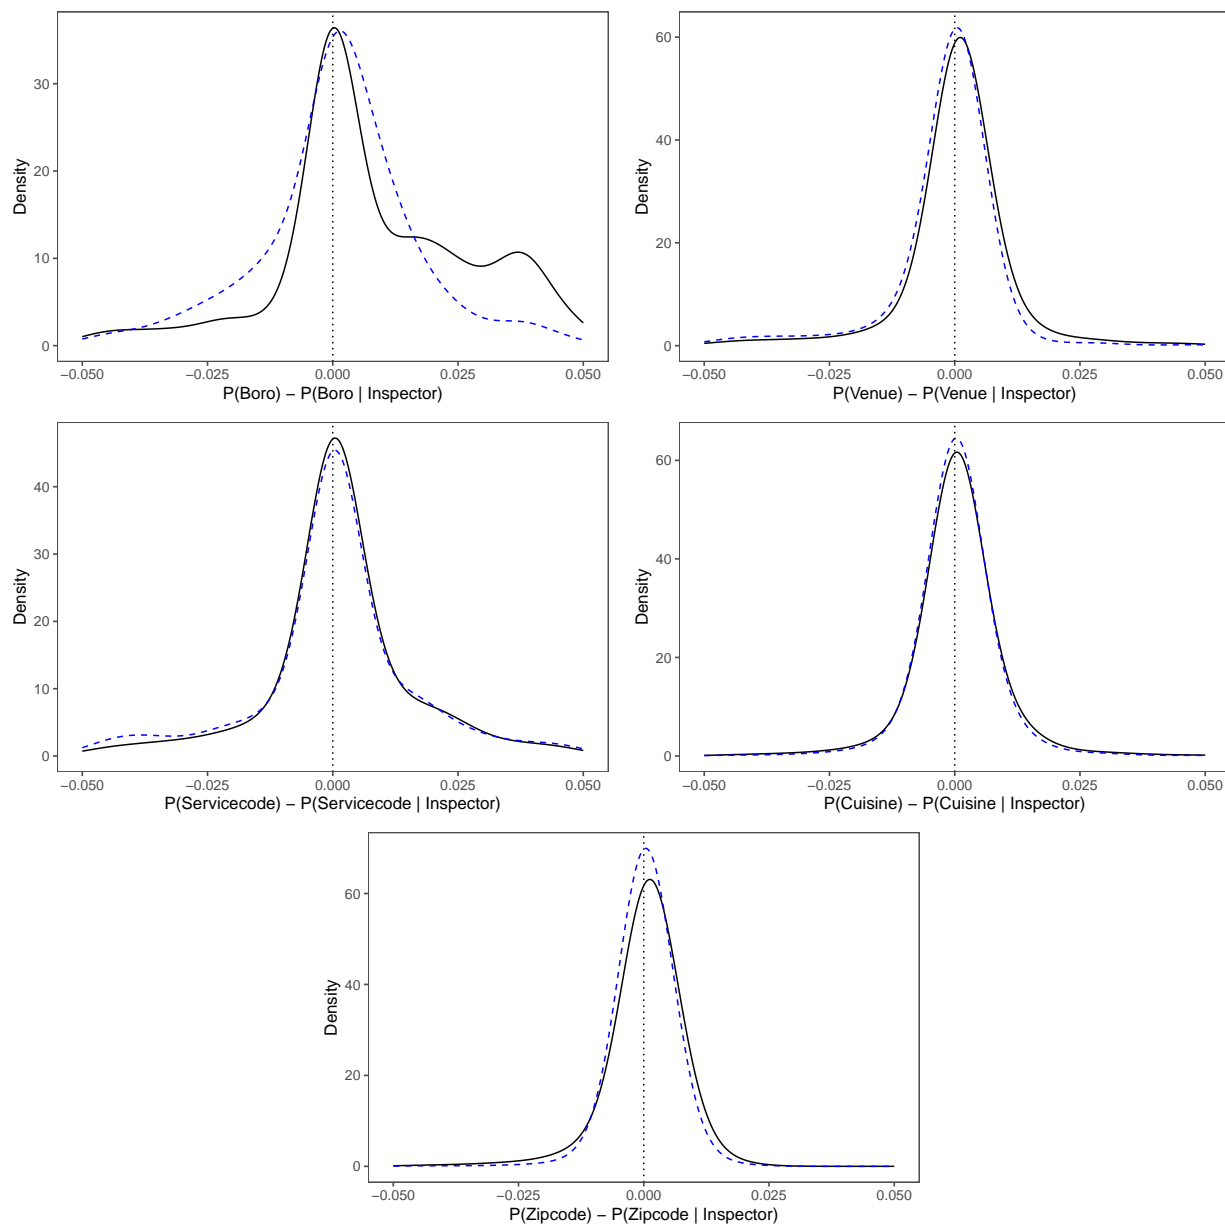 Density
30
20
10
0
−0.050 −0.025 0.000 0.025 0.050
P(Boro) − P(Boro | Inspector)
Density
60
40
20
0
−0.050 −0.025 0.000 0.025 0.050
P(Venue) − P(Venue | Inspector)
Density
40
30
20
10
0
−0.050 −0.025 0.000 0.025 0.050
P(Servicecode) − P(Servicecode | Inspector)
Density
60
40
20
0
−0.050 −0.025 0.000 0.025 0.050
P(Cuisine) − P(Cuisine | Inspector)
Density
60
40
20
0
−0.050 −0.025 0.000 0.025 0.050
P(Zipcode) − P(Zipcode | Inspector)